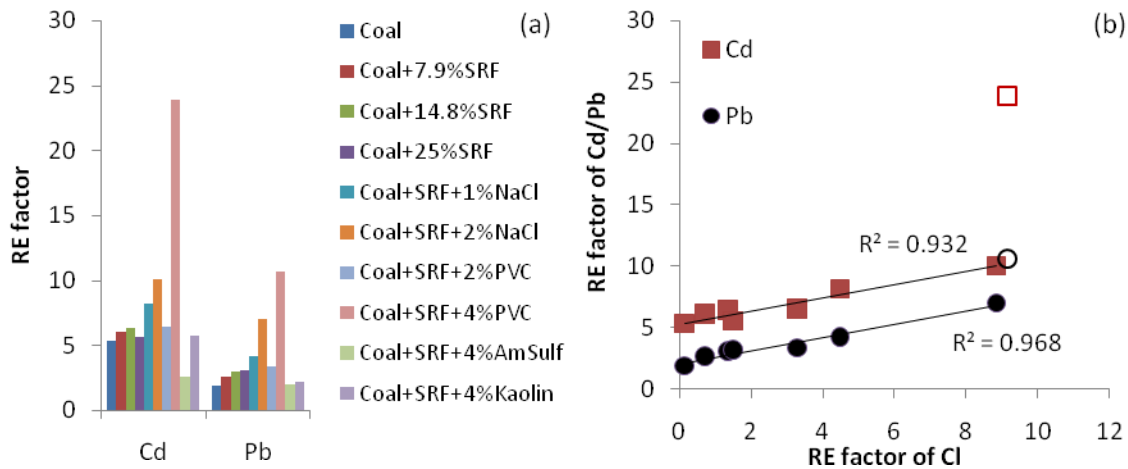 (a)
RE factor
30
25
20
15
10
5
0
Cd
Pb
Coal
Coal+7.9%SRF
Coal+14.8%SRF
Coal+25%SRF
Coal+SRF+1%NaCl
Coal+SRF+2%NaCl
Coal+SRF+2%PVC
Coal+SRF+4%PVC
Coal+SRF+4%AmSulf
Coal+SRF+4%Kaolin
(b)
RE factor of Cd/Pb
30
25
20
15
10
5
0
Cd
Pb
R² = 0.932
R² = 0.968
0
2
4
6
8
10
12
RE factor of Cl